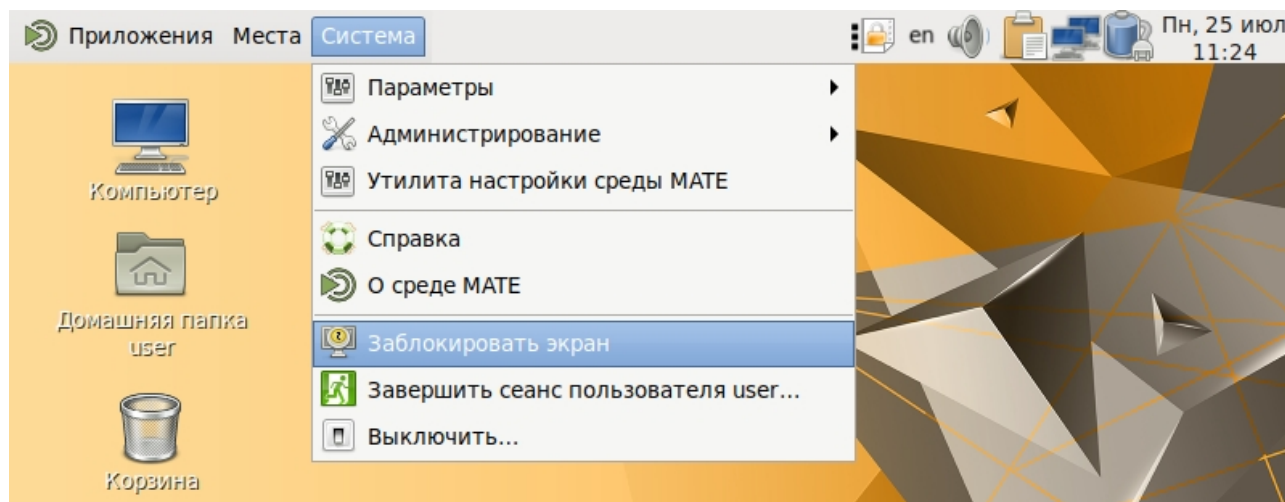 Приложения Места Система
en
Пн, 25 июл
11:24
Параметры
Администрирование
Утилита настройки среды MATE
Справка
О среде MATE
Заблокировать экран
Завершить сеанс пользователя user...
Выключить...
Компьютер
Домашняя папка
user
Корзина